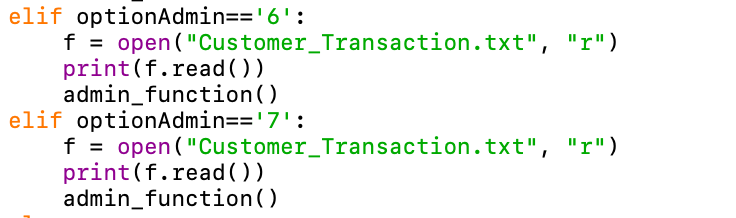 elif optionAdmin=='6':
    f = open("Customer_Transaction.txt", "r")
    print(f.read())
    admin_function()
elif optionAdmin=='7':
    f = open("Customer_Transaction.txt", "r")
    print(f.read())
    admin_function()